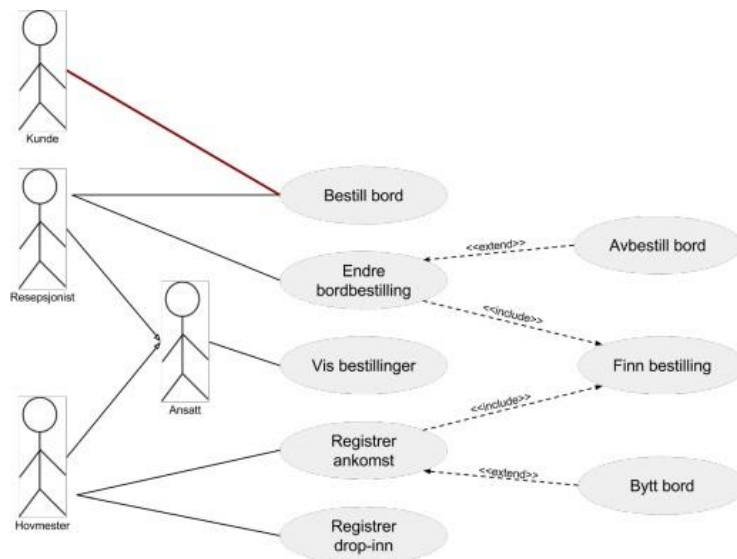 Kunde
Bestill bord
Resepsjonist
Endre
bordbestilling
<<extend>>
Avbestill bord
<<include>>
Ansatt
Vis bestillinger
Finn bestilling
<<include>>
Hovmester
Registrer
ankomst
<<extend>>
Bytt bord
Registrer
drop-inn